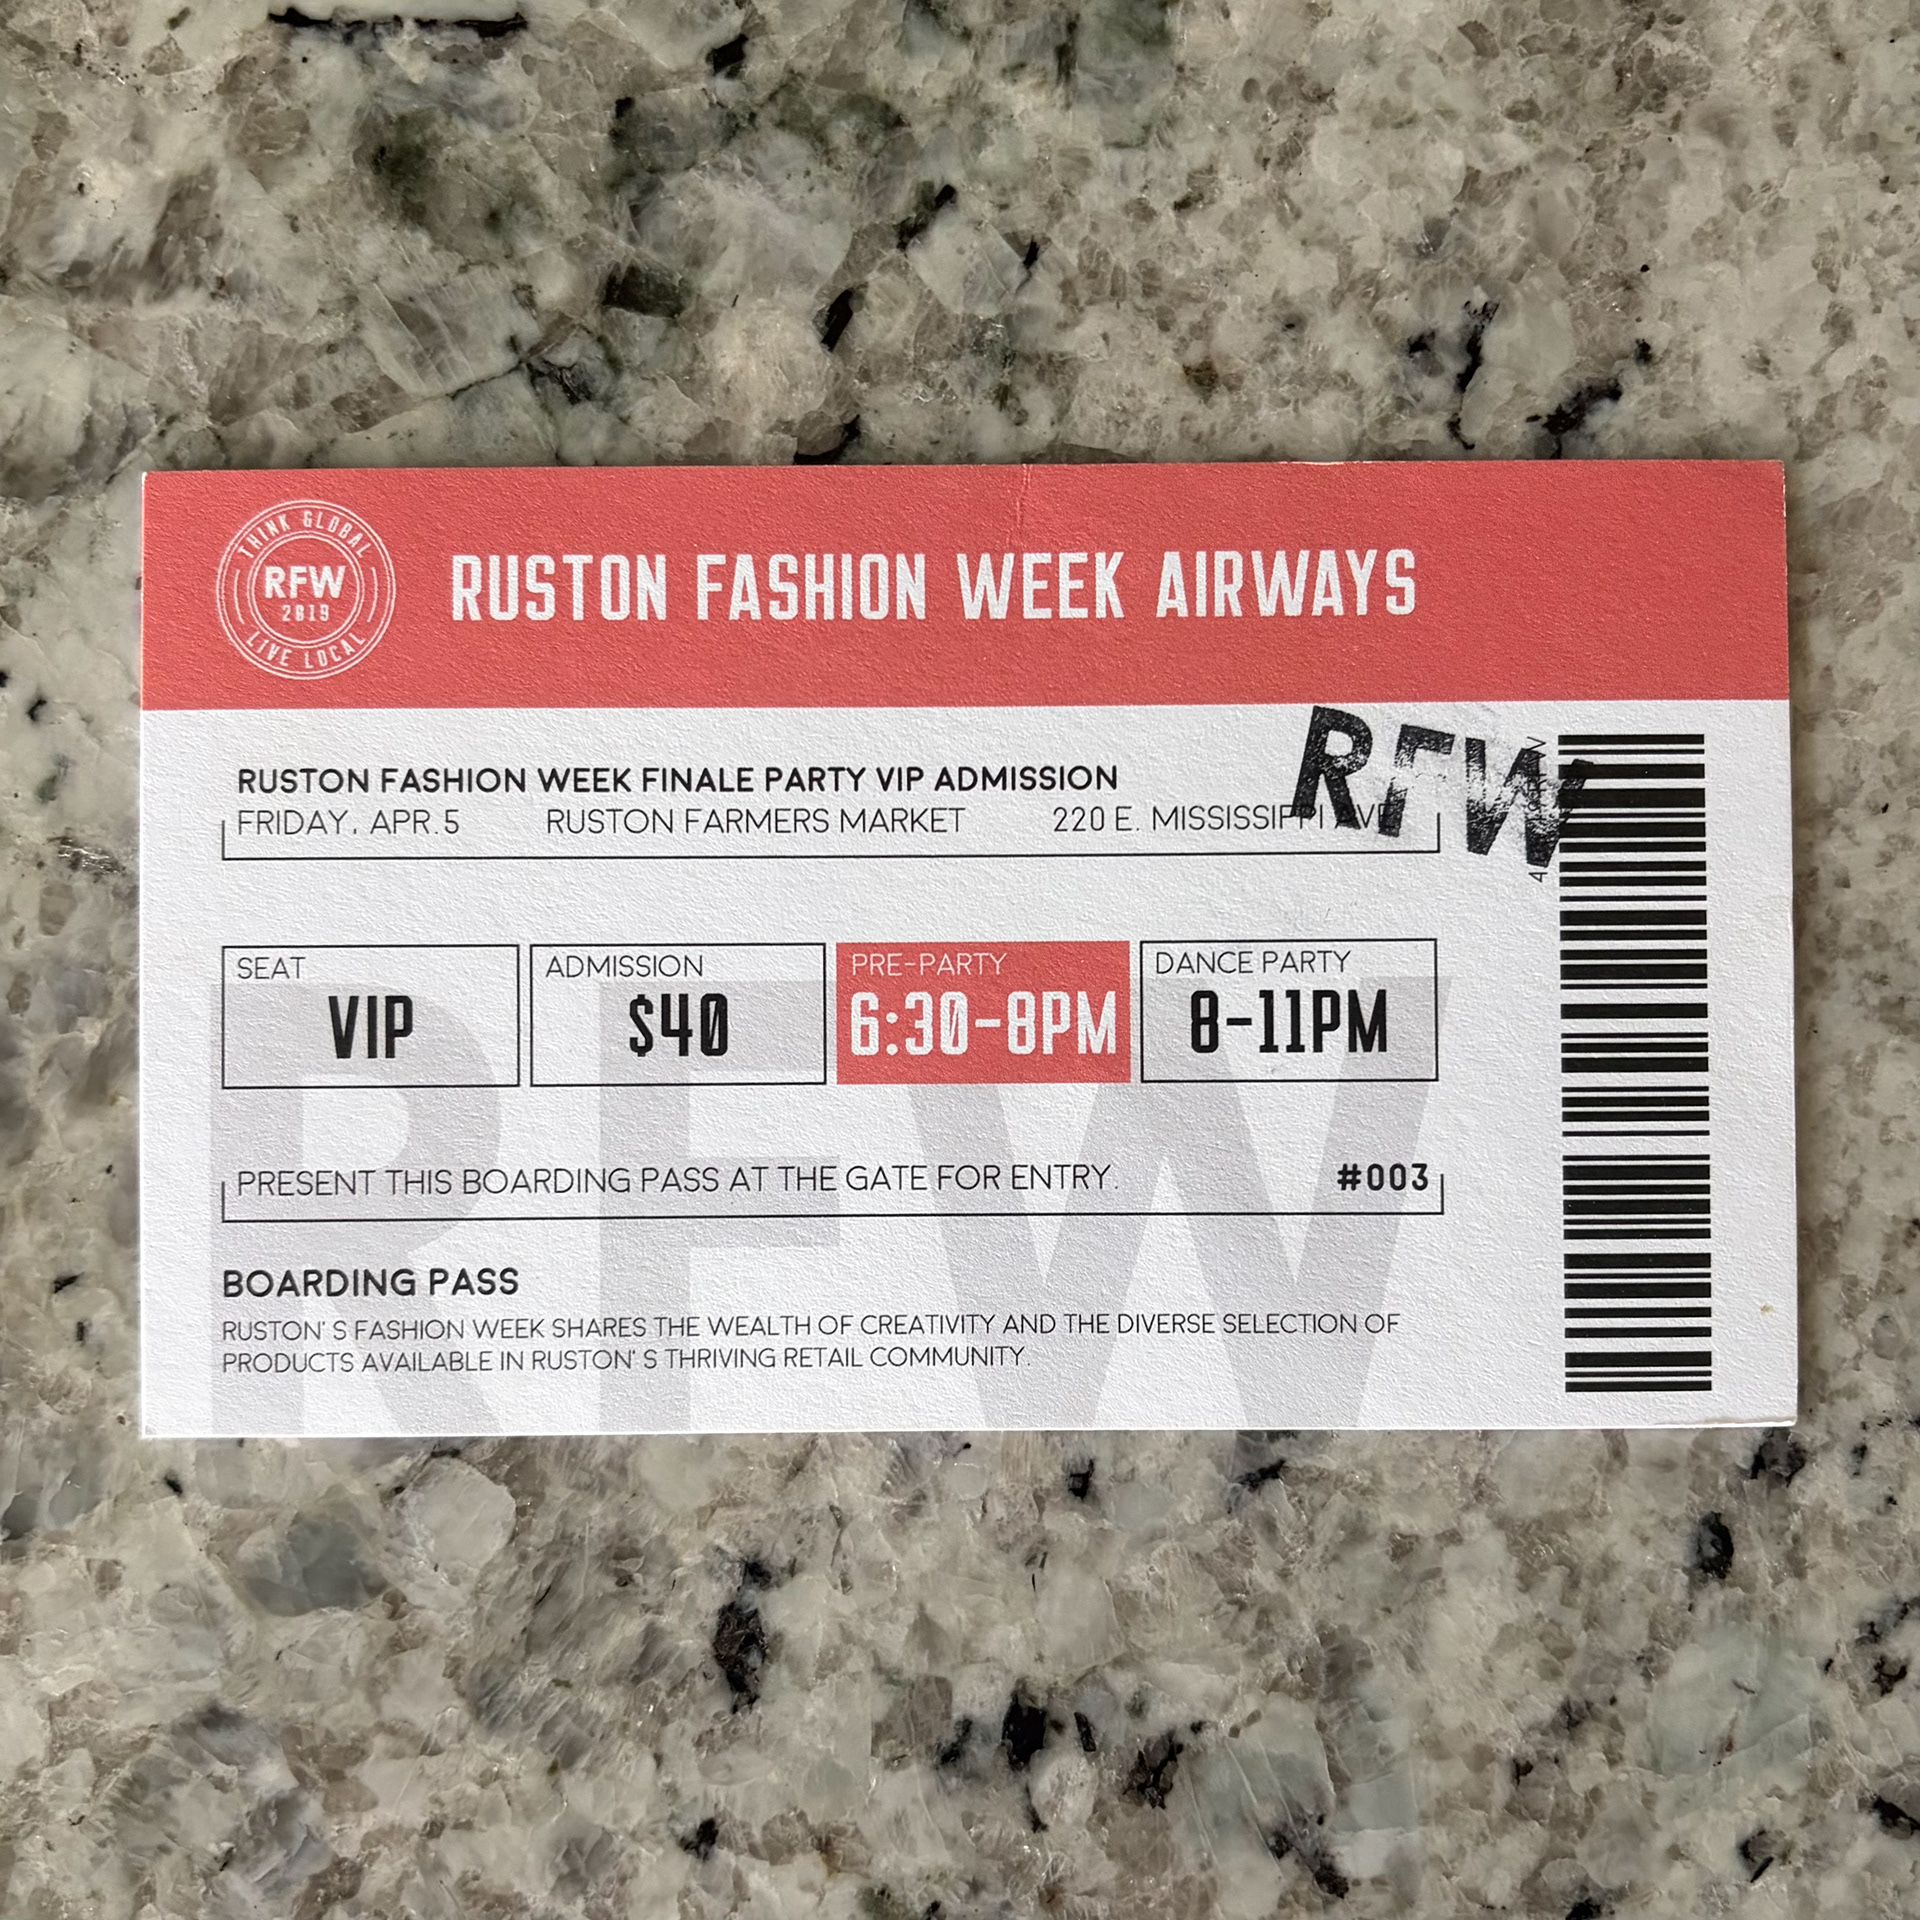 THINK GLOBAL
RFW
2019
LIVE LOCAL
RUSTON FASHION WEEK AIRWAYS
RFW
RUSTON FASHION WEEK FINALE PARTY VIP ADMISSION
FRIDAY, APR.5 RUSTON FARMERS MARKET 220 E. MISSISSIPPI AVE
SEAT ADMISSION PRE-PARTY DANCE PARTY
VIP $40 6:30-8PM 8-11PM
RFW
PRESENT THIS BOARDING PASS AT THE GATE FOR ENTRY. #003
BOARDING PASS
RUSTON' S FASHION WEEK SHARES THE WEALTH OF CREATIVITY AND THE DIVERSE SELECTION OF
PRODUCTS AVAILABLE IN RUSTON' S THRIVING RETAIL COMMUNITY.